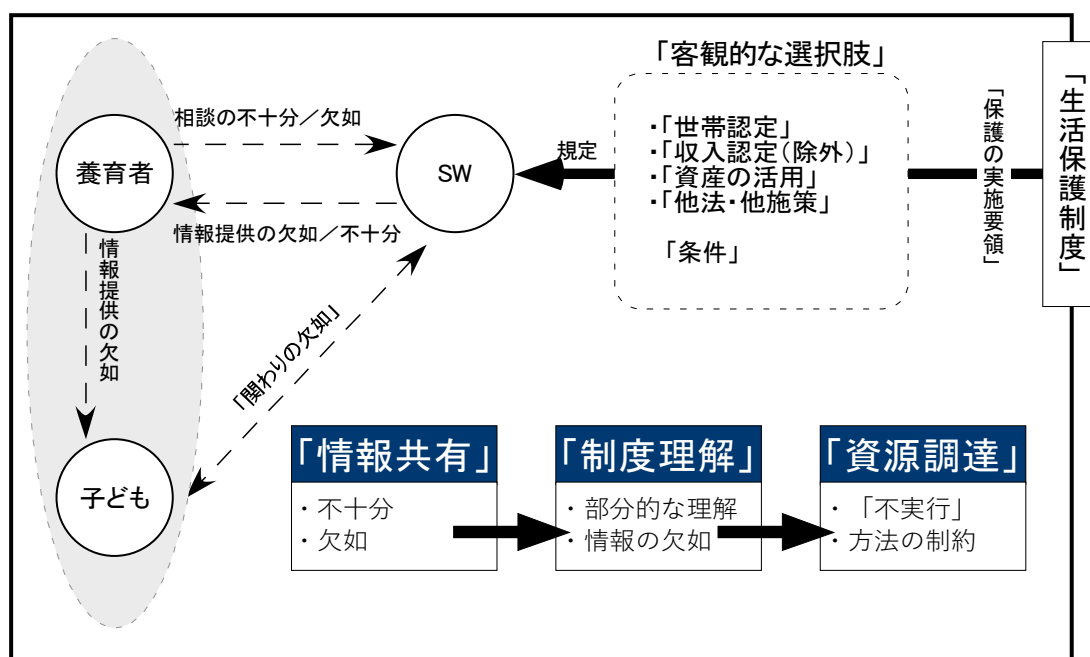 「客観的な選択肢」
「生活保護制度」
「保護の実施要領」
相談の不十分／欠如
養育者
SW
規定
・「世帯認定」
・「収入認定(除外)」
・「資産の活用」
・「他法・他施策」
「条件」
情報提供の欠如／不十分
情報提供の欠如
「関わりの欠如」
子ども
「情報共有」
・不十分
・欠如
「制度理解」
・部分的な理解
・情報の欠如
「資源調達」
・「不実行」
・方法の制約